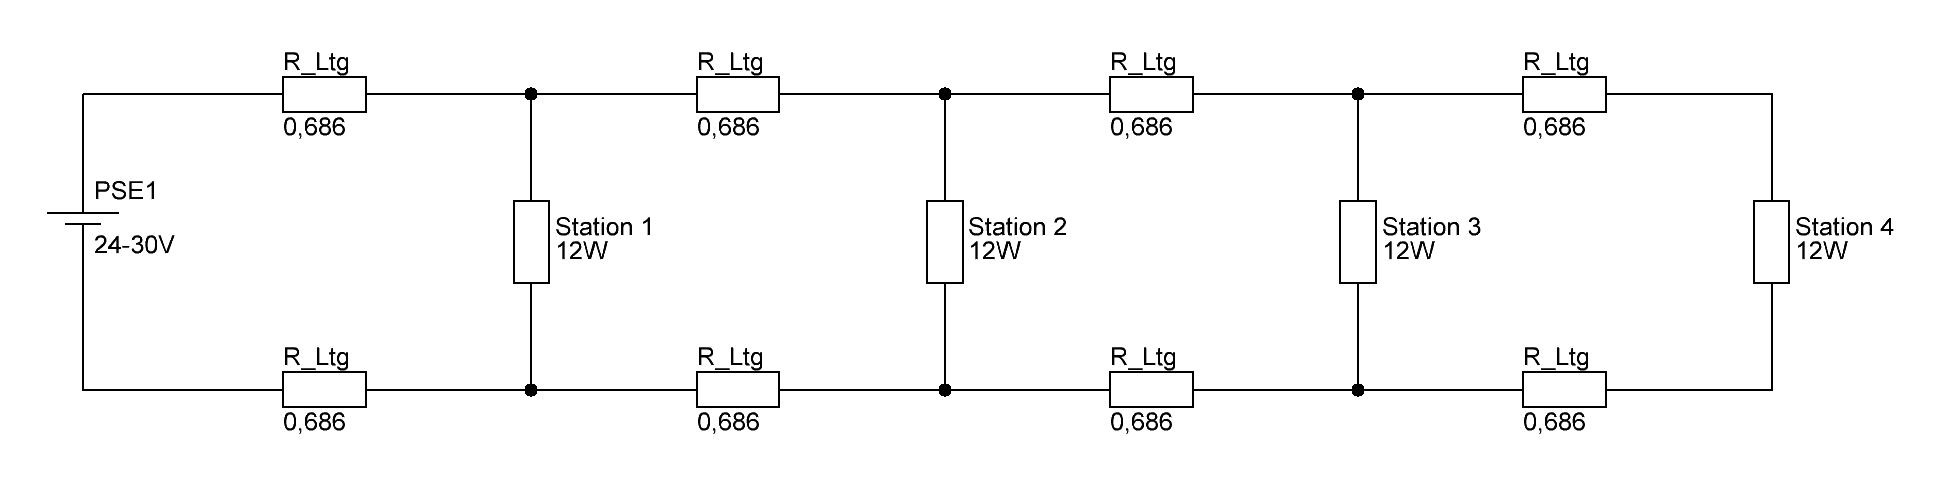 R_Ltg
0,686
R_Ltg
0,686
R_Ltg
0,686
R_Ltg
0,686
PSE1
24-30V
Station 1
12W
Station 2
12W
Station 3
12W
Station 4
12W
R_Ltg
0,686
R_Ltg
0,686
R_Ltg
0,686
R_Ltg
0,686